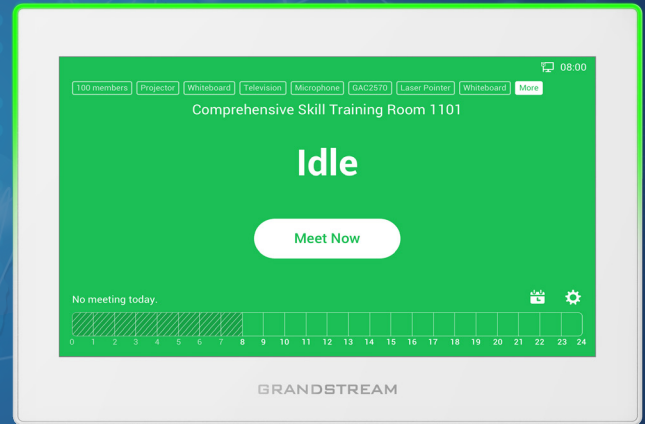 08:00
100 members Projector Whiteboard Television Microphone GAC2570 Laser Pointer Whiteboard More
Comprehensive Skill Training Room 1101
Idle
Meet Now
No meeting today.
0 1 2 3 4 5 6 7 8 9 10 11 12 13 14 15 16 17 18 19 20 21 22 23 24
GRANDSTREAM